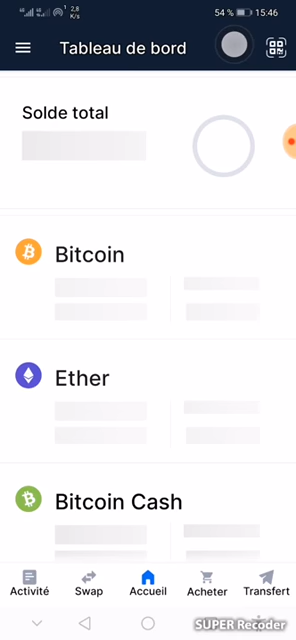 2,8
K/s
54 %
15:46
Tableau de bord
Solde total
Bitcoin
Ether
Bitcoin Cash
Activité
Swap
Accueil
Acheter
Transfert
SUPER Recorder